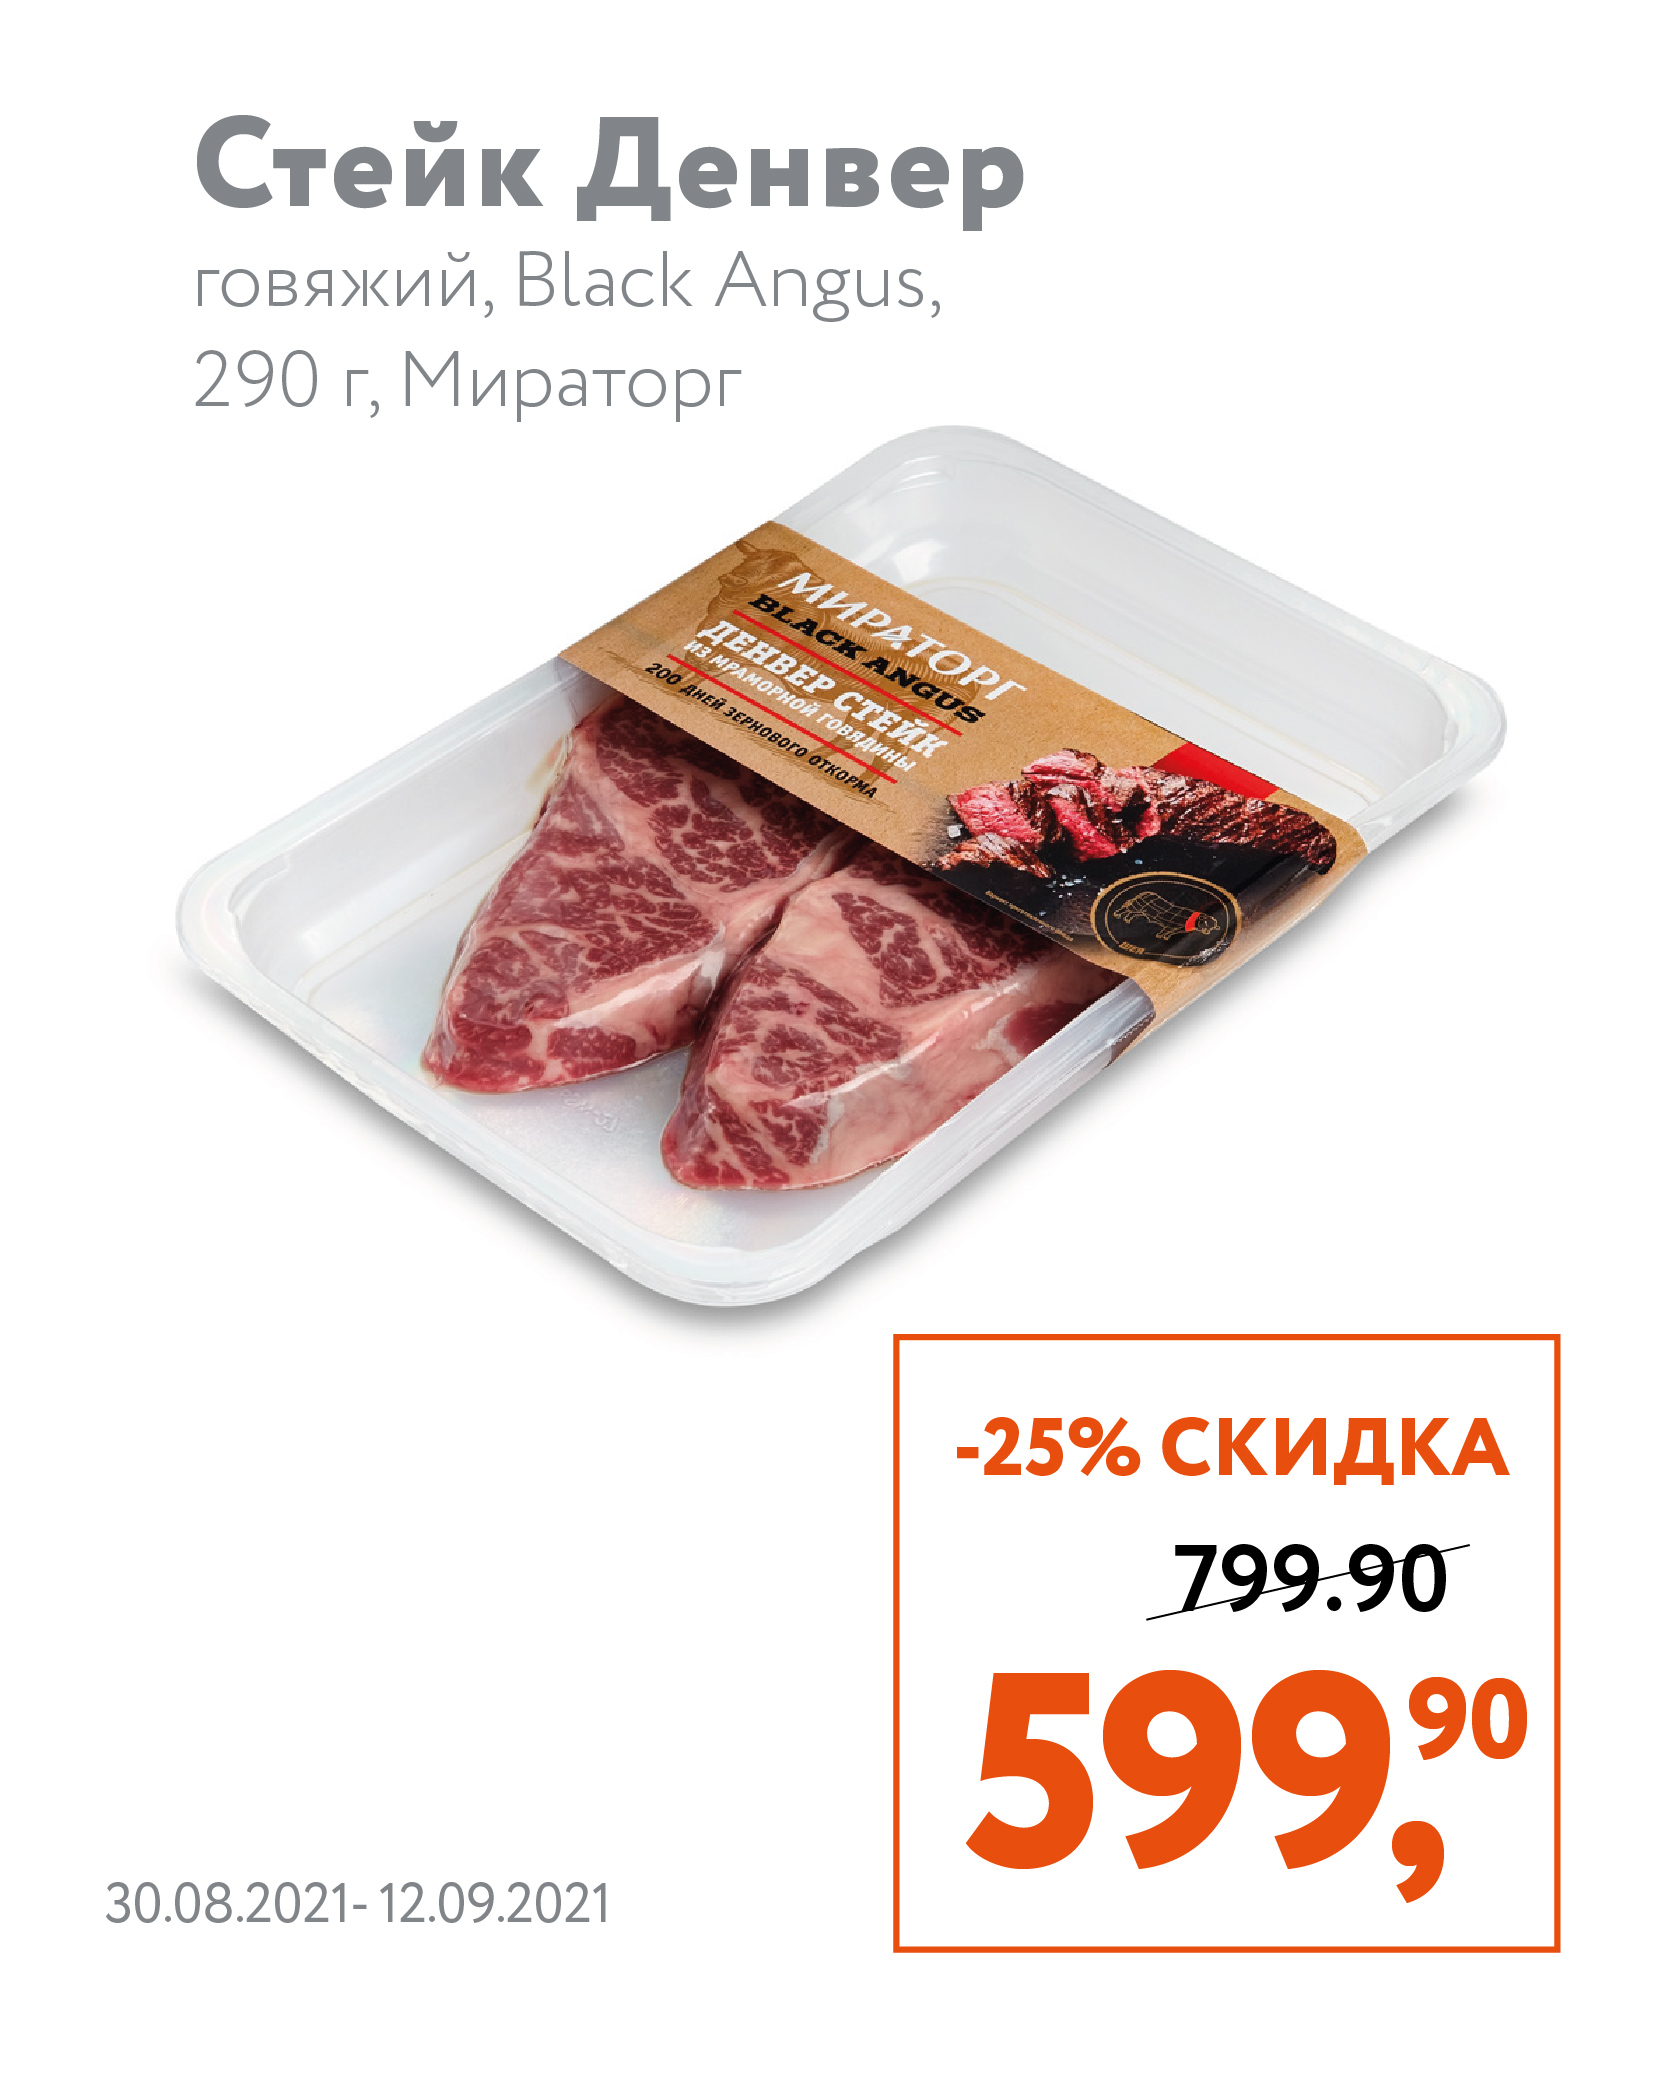 Стейк Денвер
говяжий, Black Angus,
290 г, Мираторг
МИРАТОРГ
BLACK ANGUS
ДЕНВЕР СТЕЙК
ИЗ МРАМОРНОЙ ГОВЯДИНЫ
200 ДНЕЙ ЗЕРНОВОГО ОТКОРМА
ШЕЯ
-25% СКИДКА
799.90
599,90
30.08.2021- 12.09.2021